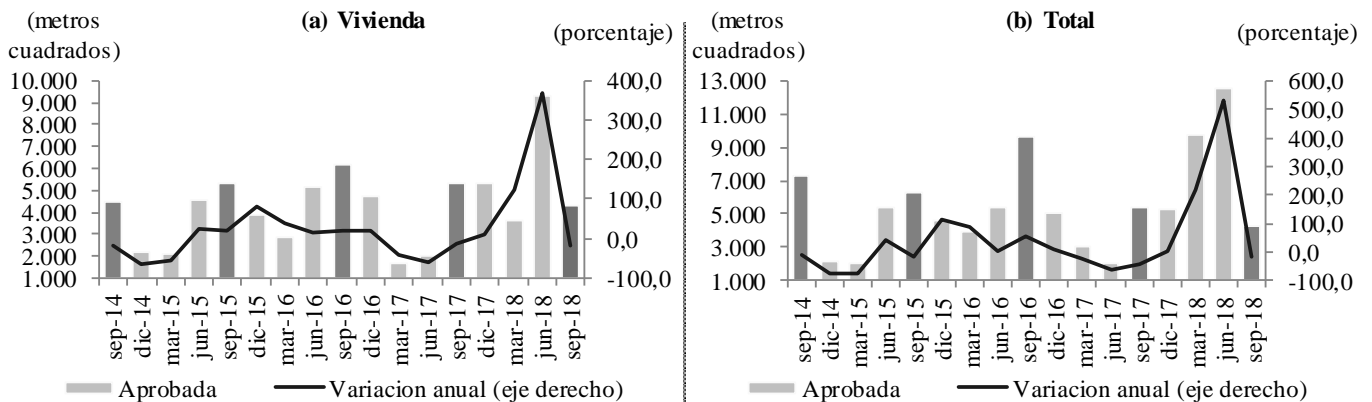 (metros cuadrados)
(a) Vivienda
(porcentaje)
10.000
9.000
8.000
7.000
6.000
5.000
4.000
3.000
2.000
1.000
400,0
300,0
200,0
100,0
0,0
-100,0
sep-14
dic-14
mar-15
jun-15
sep-15
dic-15
mar-16
jun-16
sep-16
dic-16
mar-17
jun-17
sep-17
dic-17
mar-18
jun-18
sep-18
Aprobada
Variacion anual (eje derecho)
(metros cuadrados)
(b) Total
(porcentaje)
13.000
11.000
9.000
7.000
5.000
3.000
1.000
600,0
500,0
400,0
300,0
200,0
100,0
0,0
-100,0
sep-14
dic-14
mar-15
jun-15
sep-15
dic-15
mar-16
jun-16
sep-16
dic-16
mar-17
jun-17
sep-17
dic-17
mar-18
jun-18
sep-18
Aprobada
Variacion anual (eje derecho)